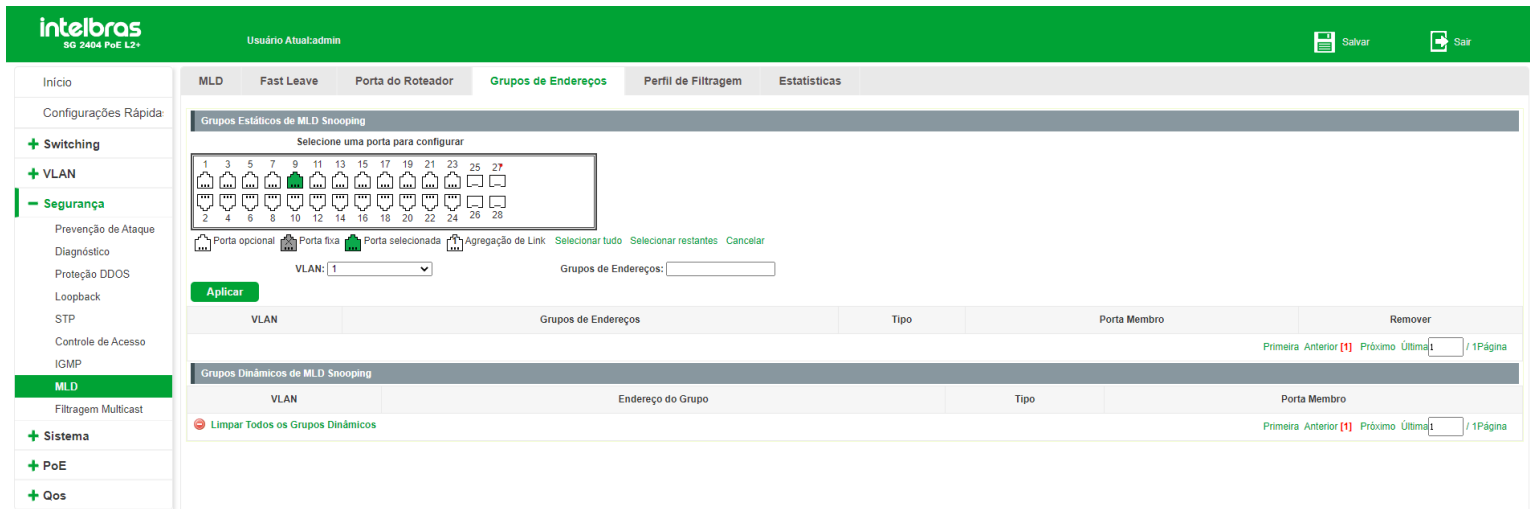 intelbras
SG 2404 PoE L2+
Usuário Atual:admin
Salvar
Sair
Início
Configurações Rápida
Switching
VLAN
Segurança
Prevenção de Ataque
Diagnóstico
Proteção DDOS
Loopback
STP
Controle de Acesso
IGMP
MLD
Filtragem Multicast
Sistema
PoE
Qos
MLD Fast Leave Porta do Roteador Grupos de Endereços Perfil de Filtragem Estatísticas
Grupos Estáticos de MLD Snooping
Selecione uma porta para configurar
1 3 5 7 9 11 13 15 17 19 21 23 25 27
2 4 6 8 10 12 14 16 18 20 22 24 26 28
Porta opcional Porta fixa Porta selecionada 1 Agregação de Link Selecionar tudo Selecionar restantes Cancelar
VLAN: 1 Grupos de Endereços:
Aplicar
VLAN Grupos de Endereços Tipo Porta Membro Remover
Primeira Anterior [1] Próximo Última 1 / 1Página
Grupos Dinâmicos de MLD Snooping
VLAN Endereço do Grupo Tipo Porta Membro
Limpar Todos os Grupos Dinâmicos Primeira Anterior [1] Próximo Última 1 / 1Página